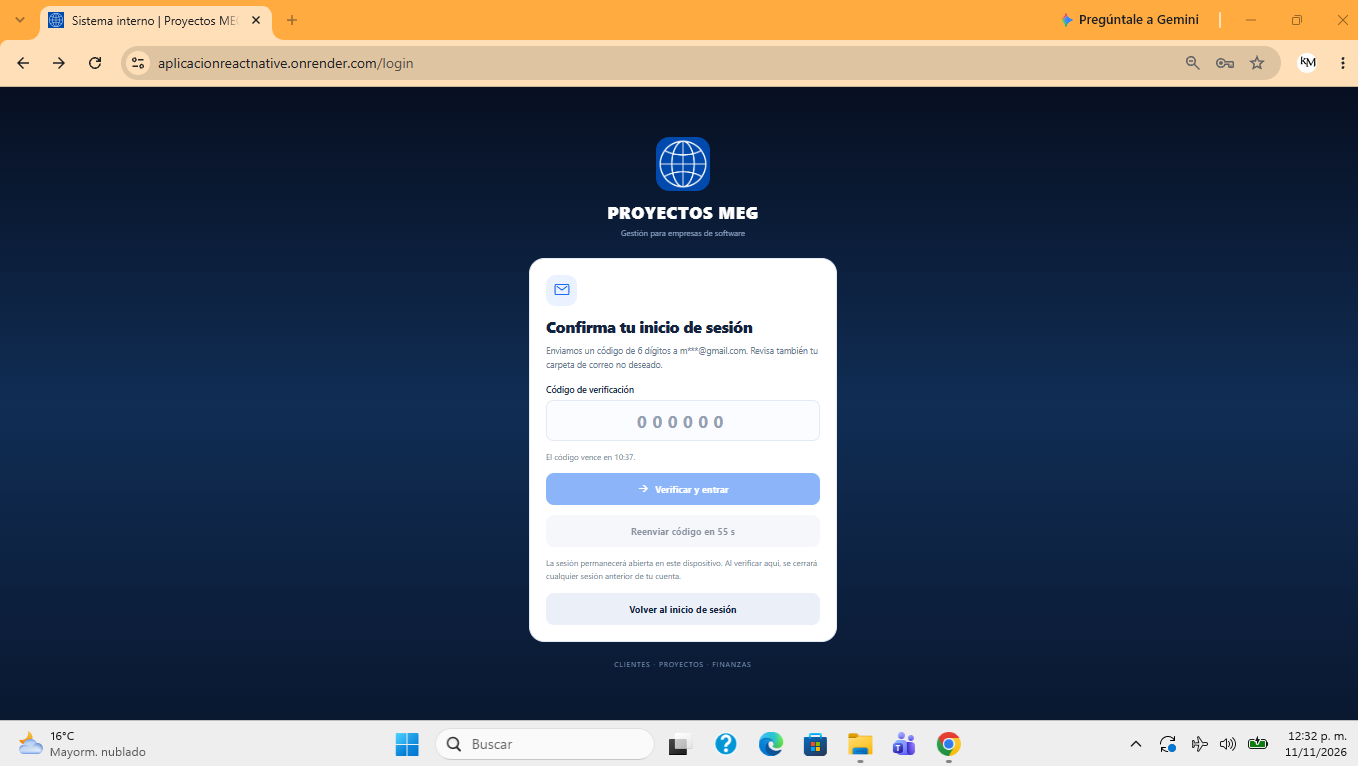 Sistema interno | Proyectos MEG
Pregúntale a Gemini
aplicacionreactnative.onrender.com/login
KM
PROYECTOS MEG
Gestión para empresas de software
Confirma tu inicio de sesión
Enviamos un código de 6 dígitos a m***@gmail.com. Revisa también tu
carpeta de correo no deseado.
Código de verificación
000000
El código vence en 10:37.
→ Verificar y entrar
Reenviar código en 55 s
La sesión permanecerá abierta en este dispositivo. Al verificar aquí, se cerrará
cualquier sesión anterior de tu cuenta.
Volver al inicio de sesión
CLIENTES · PROYECTOS · FINANZAS
16°C
Mayorm. nublado
Buscar
12:32 p. m.
11/11/2026